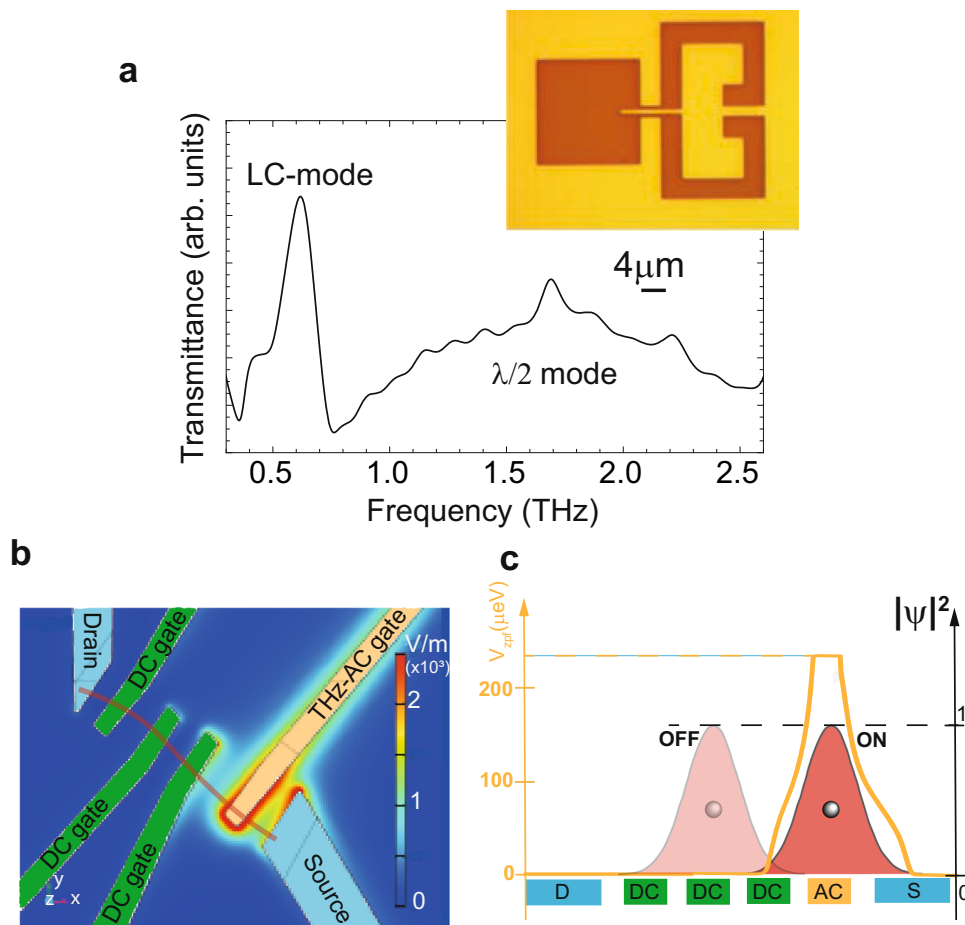 a
LC-mode
λ/2 mode
4μm
Transmittance (arb. units)
0.5 1.0 1.5 2.0 2.5
Frequency (THz)
b
Drain
DC gate
DC gate
DC gate
THz-AC gate
Source
V/m
(x10³)
2
1
0
y
z x
c
V_zpf(μeV)
200
100
0
|ψ|²
1
0
OFF
ON
D DC DC DC AC S